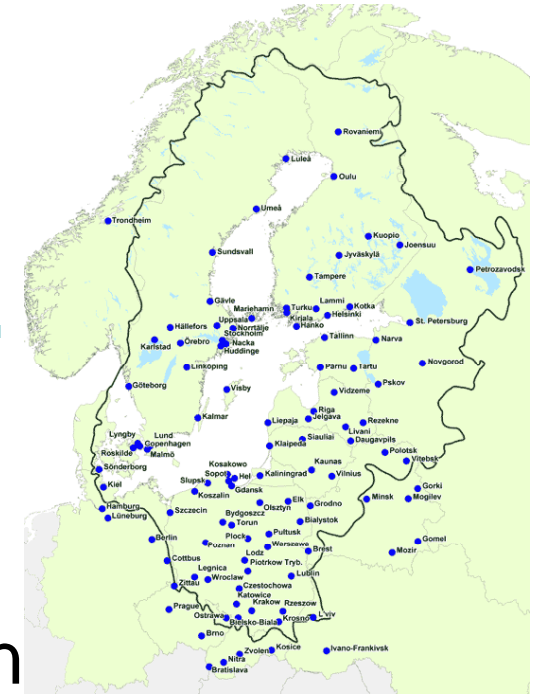 Rovaniemi
Luleå
Oulu
Umeå
Trondheim
Kuopio
Joensuu
Sundsvall
Jyväskylä
Petrozavodsk
Tampere
Gävle
Mariehamn
Turku
Lammi
Kotka
Kirjala
Helsinki
Uppsala
Hällefors
Norrtälje
Hanko
St. Petersburg
Stockholm
Karlstad
Örebro
Nacka
Tallinn
Narva
Huddinge
Linköping
Pärnu
Tartu
Novgorod
Göteborg
Visby
Vidzeme
Pskov
Kalmar
Riga
Liepaja
Jelgava
Rezekne
Livani
Lyngby
Lund
Siauliai
Daugavpils
Copenhagen
Klaipeda
Roskilde
Malmö
Polotsk
Vitebsk
Kosakowo
Kaunas
Sönderborg
Sopot
Hel
Kaliningrad
Vilnius
Kiel
Slupsk
Gdansk
Gorki
Koszalin
Elk
Minsk
Mogilev
Hamburg
Olsztyn
Grodno
Lüneburg
Szczecin
Bydgoszcz
Torun
Bialystok
Plock
Pultusk
Berlin
Poznan
Warszawa
Gomel
Lodz
Brest
Mozir
Cottbus
Piotrkow Tryb.
Legnica
Wroclaw
Lublin
Zittau
Czestochowa
Katowice
Prague
Krakow
Rzeszow
Ostrawa
Bielsko-Biala
Krosno
L'viv
Brno
Zvolen
Kosice
Ivano-Frankivsk
Nitra
Bratislava
n